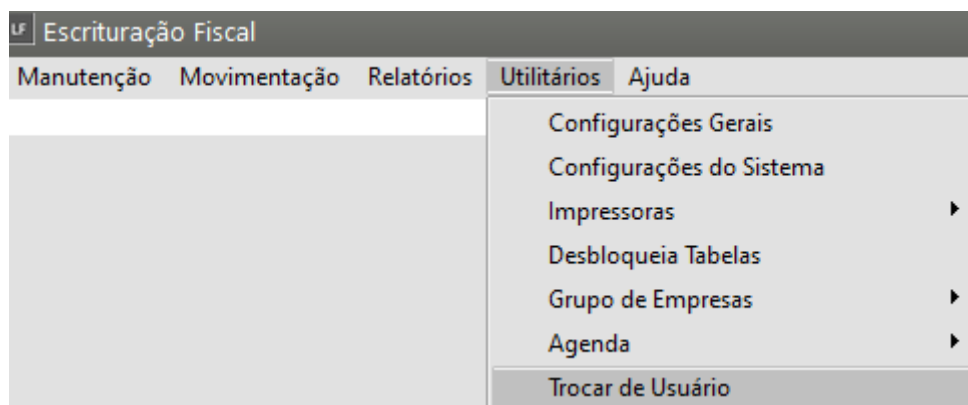 LF Escrituração Fiscal
Manutenção Movimentação Relatórios Utilitários Ajuda
Configurações Gerais
Configurações do Sistema
Impressoras
Desbloqueia Tabelas
Grupo de Empresas
Agenda
Trocar de Usuário